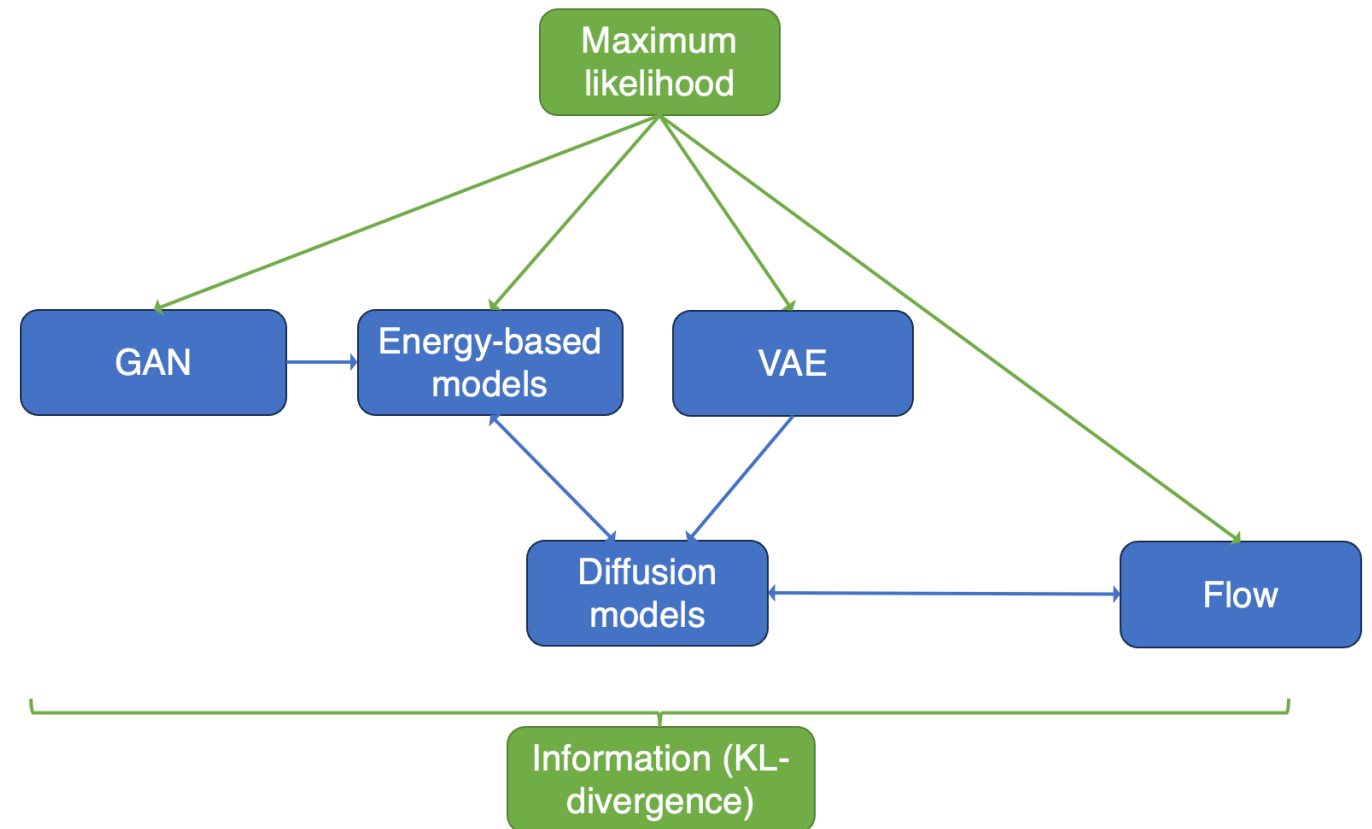 Maximum
likelihood
GAN
Energy-based
models
VAE
Diffusion
models
Flow
Information (KL-
divergence)